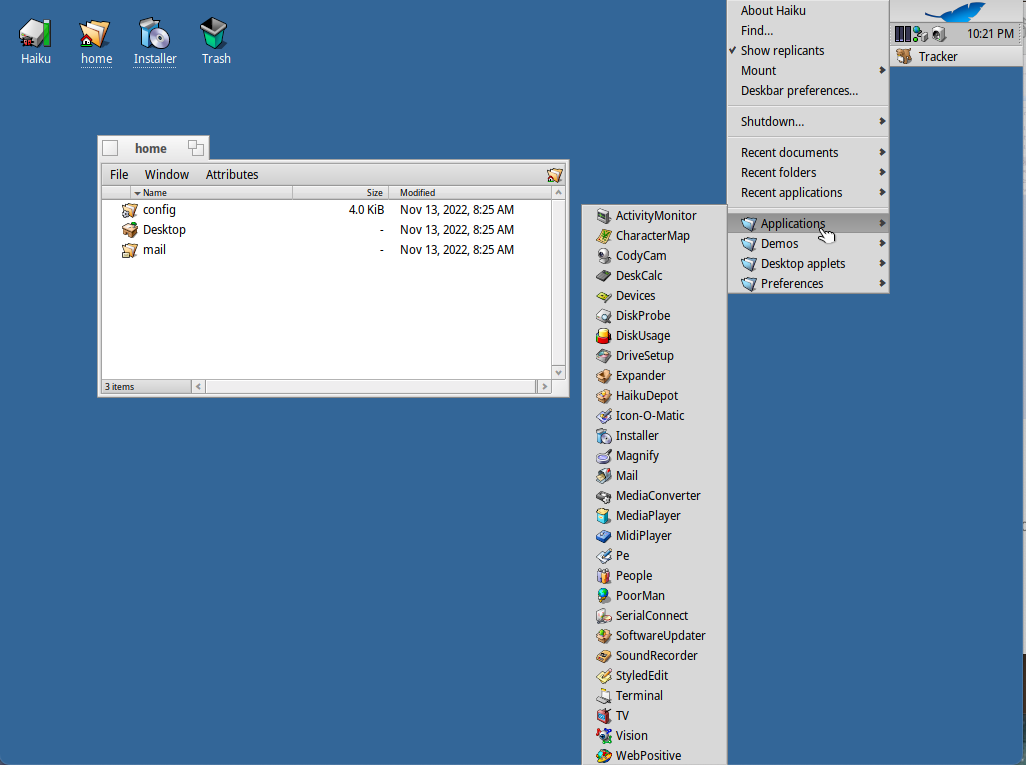 Haiku
home
Installer
Trash
home
File Window Attributes
Name Size Modified
config 4.0 KiB Nov 13, 2022, 8:25 AM
Desktop - Nov 13, 2022, 8:25 AM
mail - Nov 13, 2022, 8:25 AM
3 items
About Haiku
Find...
Show replicants
Mount
Deskbar preferences...
Shutdown...
Recent documents
Recent folders
Recent applications
Applications
Demos
Desktop applets
Preferences
10:21 PM
Tracker
ActivityMonitor
CharacterMap
CodyCam
DeskCalc
Devices
DiskProbe
DiskUsage
DriveSetup
Expander
HaikuDepot
Icon-O-Matic
Installer
Magnify
Mail
MediaConverter
MediaPlayer
MidiPlayer
Pe
People
PoorMan
SerialConnect
SoftwareUpdater
SoundRecorder
StyledEdit
Terminal
TV
Vision
WebPositive